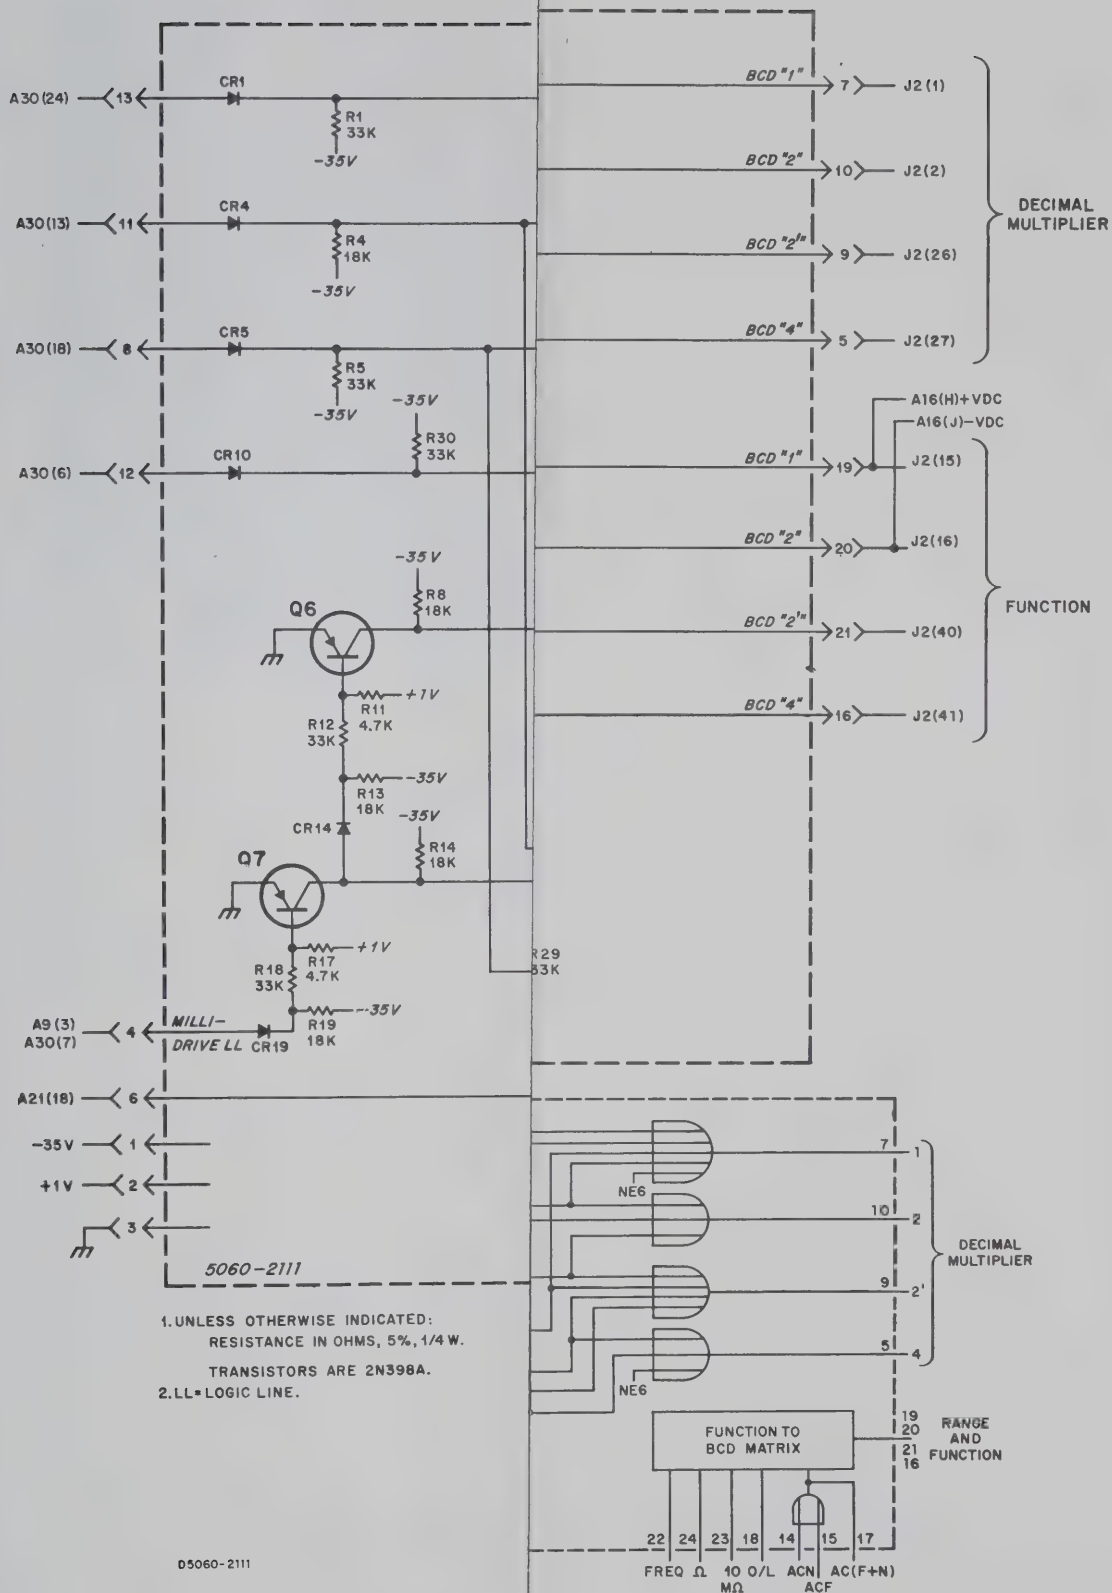 A30(24) 13 CR1
R1
33K
-35V
A30(13) 11 CR4
R4
18K
-35V
A30(18) 8 CR5
R5
33K
-35V
-35V
R30
33K
A30(6) 12 CR10
-35V
R8
18K
Q6
+1V
R11
4.7K
R12
33K
-35V
R13
18K
-35V
CR14
R14
18K
Q7
+1V
R17
4.7K
R18
33K
-35V
R19
18K
A9(3)
A30(7)
4 MILLI-
DRIVE LL CR19
A21(18) 6
-35V 1
+1V 2
3
5060-2111
1. UNLESS OTHERWISE INDICATED:
RESISTANCE IN OHMS, 5%, 1/4 W.
TRANSISTORS ARE 2N398A.
2. LL=LOGIC LINE.
D5060-2111
BCD "1" 7 J2(1)
BCD "2" 10 J2(2)
BCD "2'" 9 J2(26)
BCD "4" 5 J2(27)
DECIMAL
MULTIPLIER
A16(H)+VDC
A16(J)-VDC
BCD "1" 19 J2(15)
BCD "2" 20 J2(16)
BCD "2'" 21 J2(40)
BCD "4" 16 J2(41)
FUNCTION
R29
33K
7 1
NE6
10 2
9 2'
5 4
NE6
DECIMAL
MULTIPLIER
FUNCTION TO
BCD MATRIX
19
20
21
16
RANGE
AND
FUNCTION
22 24 23 18 14 15 17
FREQ Ω 10 O/L ACN AC(F+N)
MΩ ACF